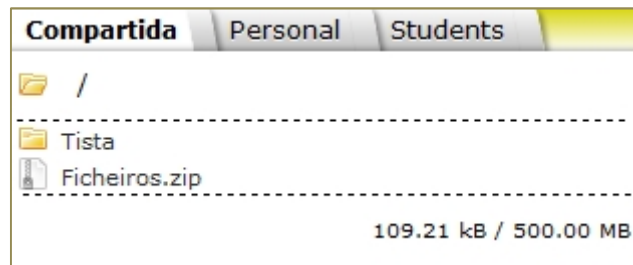 Compartida Personal Students
/
Tista
Ficheiros.zip
109.21 kB / 500.00 MB